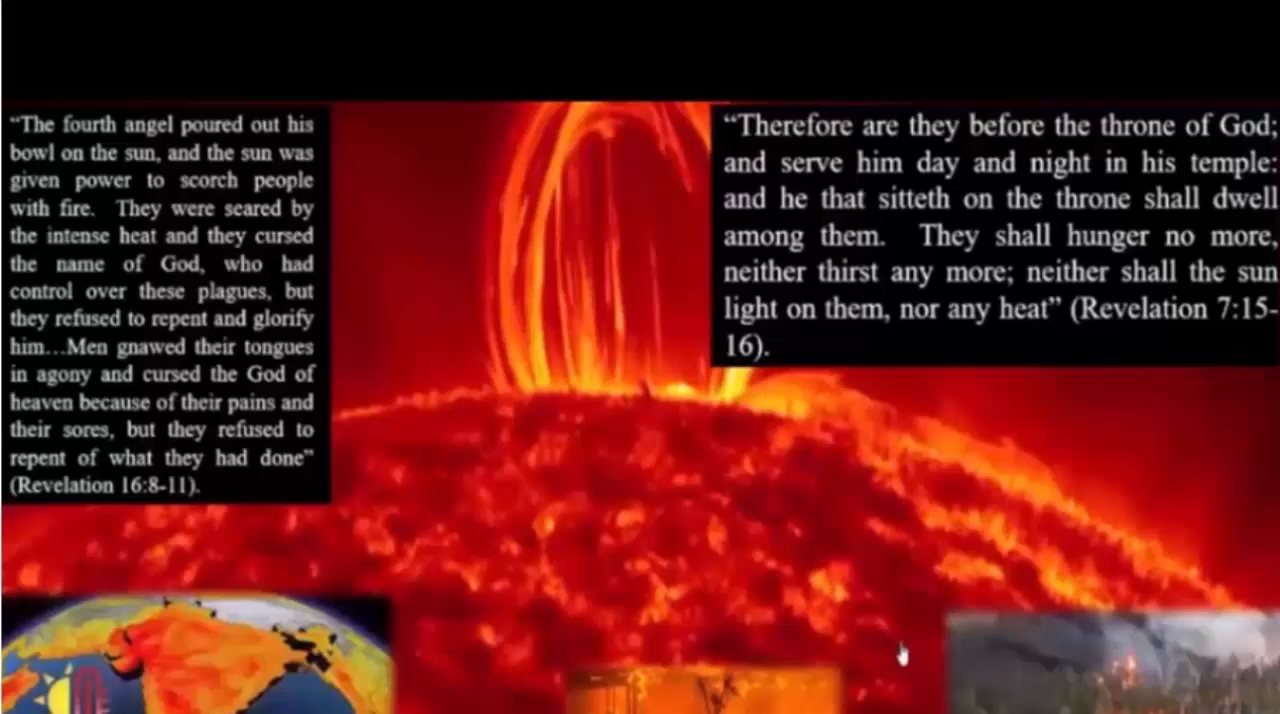 “The fourth angel poured out his
bowl on the sun, and the sun was
given power to scorch people
with fire. They were seared by
the intense heat and they cursed
the name of God, who had
control over these plagues, but
they refused to repent and glorify
him…Men gnawed their tongues
in agony and cursed the God of
heaven because of their pains and
their sores, but they refused to
repent of what they had done”
(Revelation 16:8-11).
“Therefore are they before the throne of God;
and serve him day and night in his temple:
and he that sitteth on the throne shall dwell
among them. They shall hunger no more,
neither thirst any more; neither shall the sun
light on them, nor any heat” (Revelation 7:15-
16).